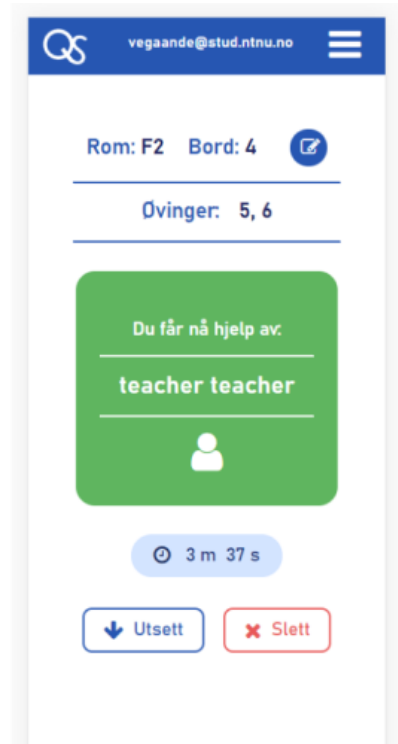 QS vegaande@stud.ntnu.no
Rom: F2 Bord: 4
Øvinger: 5, 6
Du får nå hjelp av:
teacher teacher
3 m 37 s
Utsett Slett